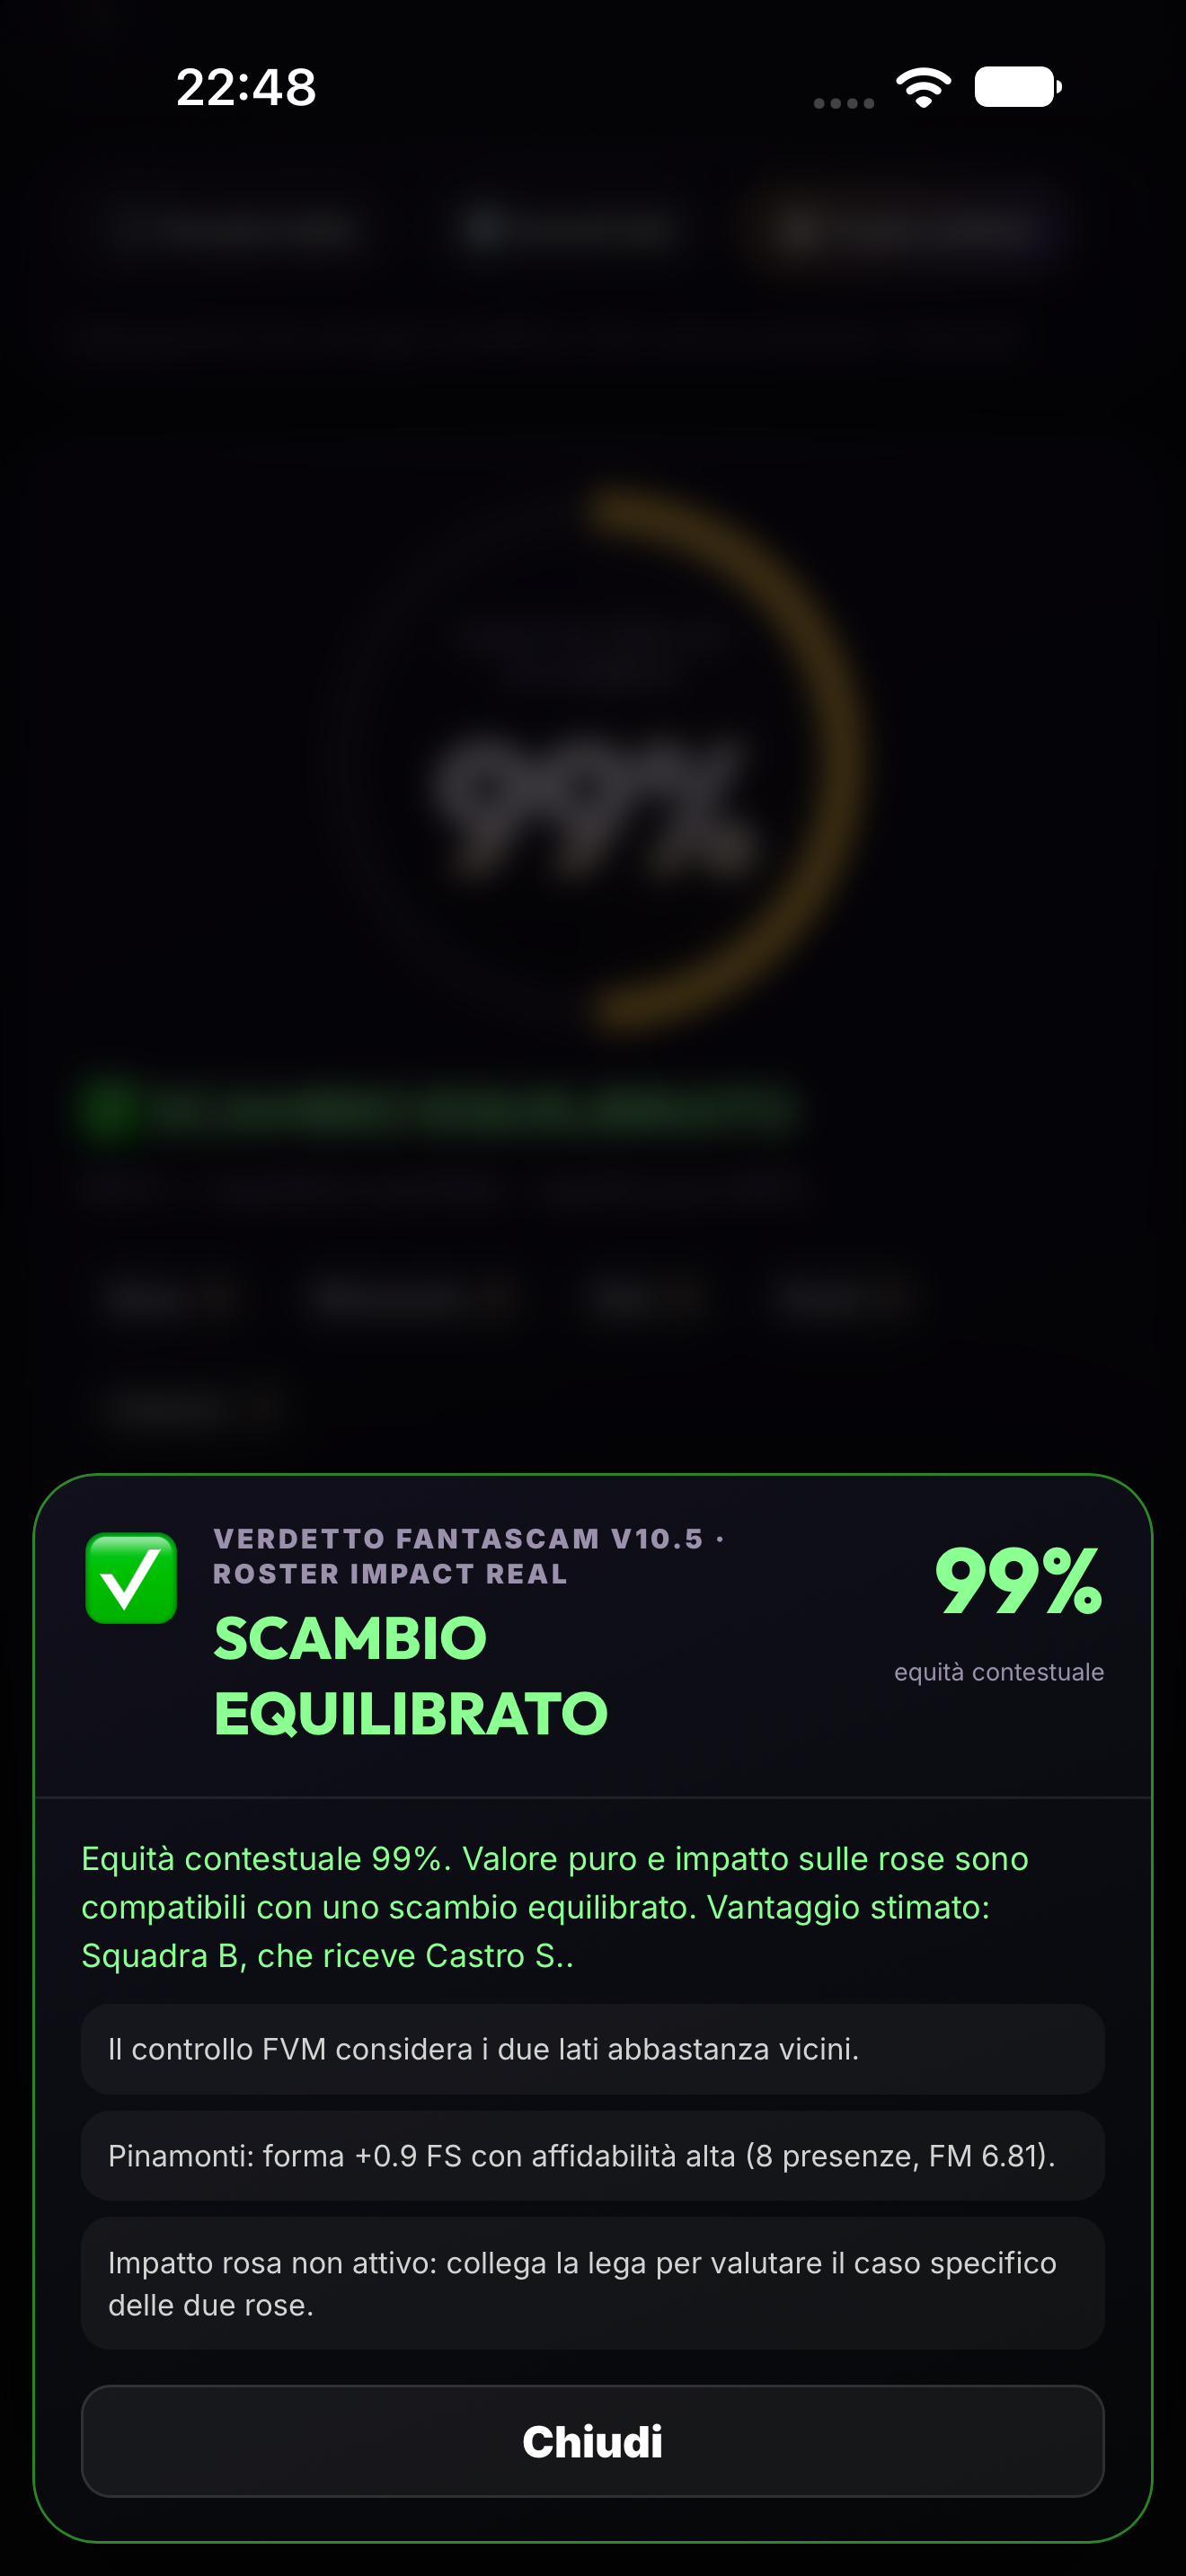 22:48
99%
VERDETTO FANTASCAM V10.5 ·
ROSTER IMPACT REAL
SCAMBIO
EQUILIBRATO
99%
equità contestuale
Equità contestuale 99%. Valore puro e impatto sulle rose sono
compatibili con uno scambio equilibrato. Vantaggio stimato:
Squadra B, che riceve Castro S..
Il controllo FVM considera i due lati abbastanza vicini.
Pinamonti: forma +0.9 FS con affidabilità alta (8 presenze, FM 6.81).
Impatto rosa non attivo: collega la lega per valutare il caso specifico
delle due rose.
Chiudi